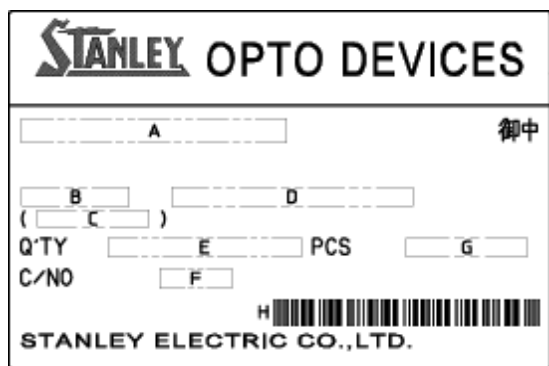 STANLEY OPTO DEVICES
A 御中
B D
( C )
Q'TY E PCS G
C/NO F
H
STANLEY ELECTRIC CO.,LTD.